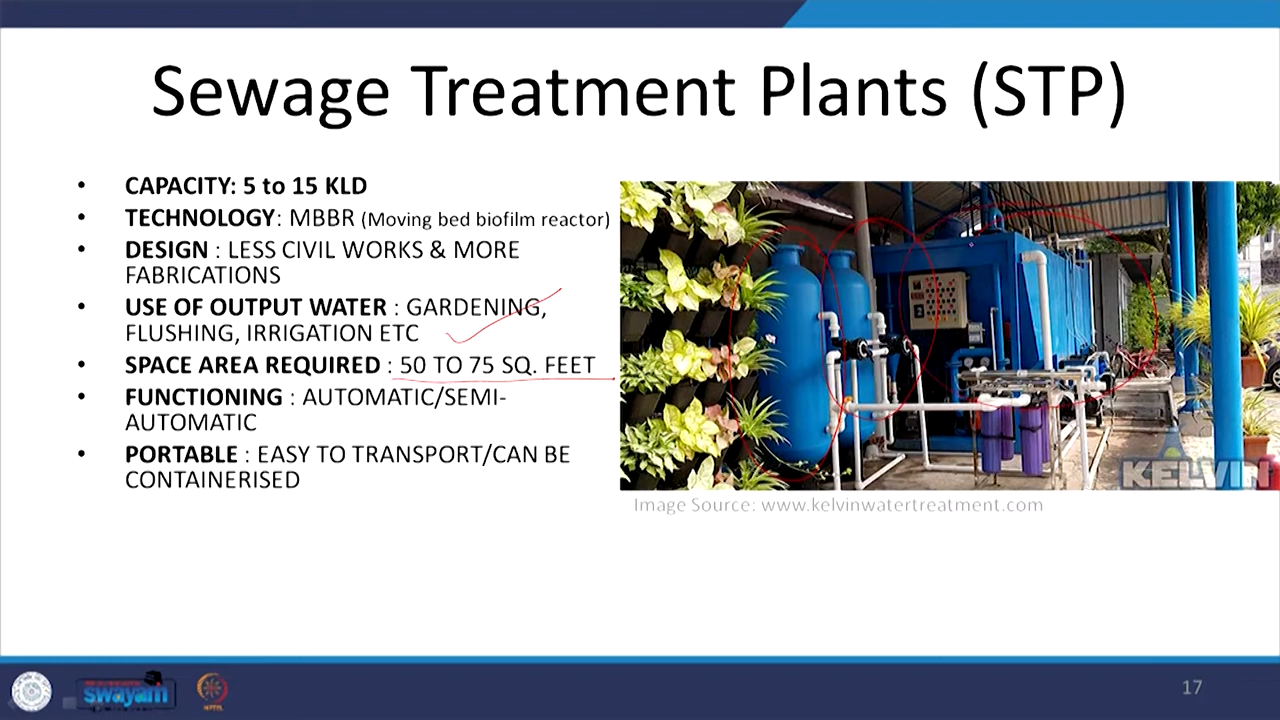 Sewage Treatment Plants (STP)
• CAPACITY: 5 to 15 KLD
• TECHNOLOGY: MBBR (Moving bed biofilm reactor)
• DESIGN : LESS CIVIL WORKS & MORE
FABRICATIONS
• USE OF OUTPUT WATER : GARDENING,
FLUSHING, IRRIGATION ETC
• SPACE AREA REQUIRED : 50 TO 75 SQ. FEET
• FUNCTIONING : AUTOMATIC/SEMI-
AUTOMATIC
• PORTABLE : EASY TO TRANSPORT/CAN BE
CONTAINERISED
KELVIN
Image Source: www.kelvinwatertreatment.com
swayam
NPTEL
17